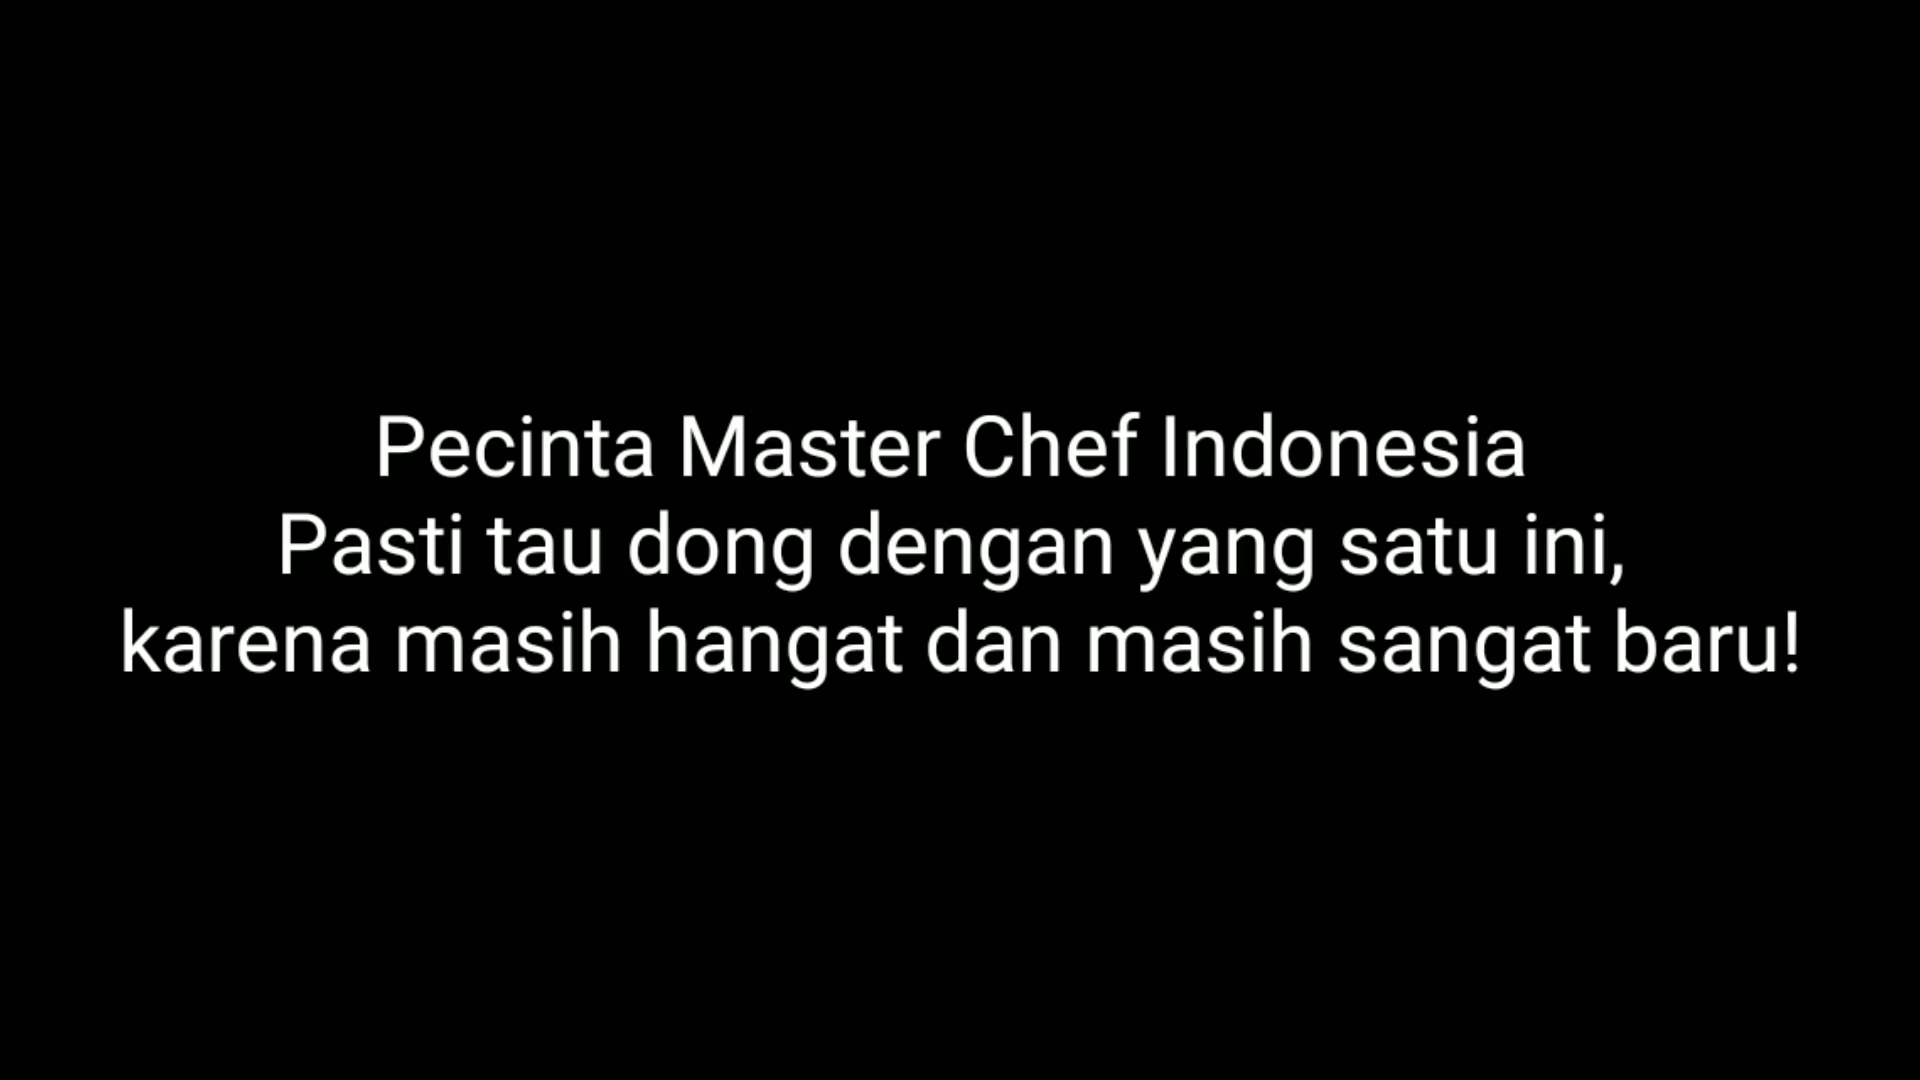 Pecinta Master Chef Indonesia
Pasti tau dong dengan yang satu ini,
karena masih hangat dan masih sangat baru!